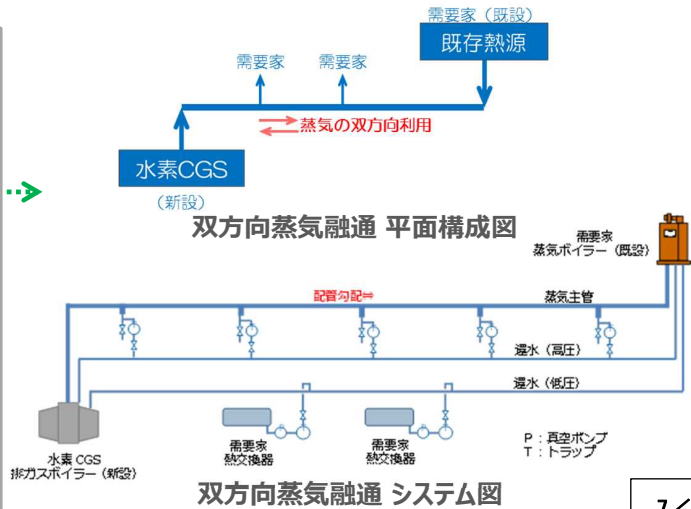 需要家（既設）
既存熱源
需要家
需要家
蒸気の双方向利用
水素CGS
（新設）
双方向蒸気融通 平面構成図
需要家
蒸気ボイラー（既設）
配管勾配⇔
蒸気主管
還水（高圧）
還水（低圧）
水素 CGS
排ガスボイラー（新設）
需要家
熱交換器
需要家
熱交換器
P：真空ポンプ
T：トラップ
双方向蒸気融通 システム図